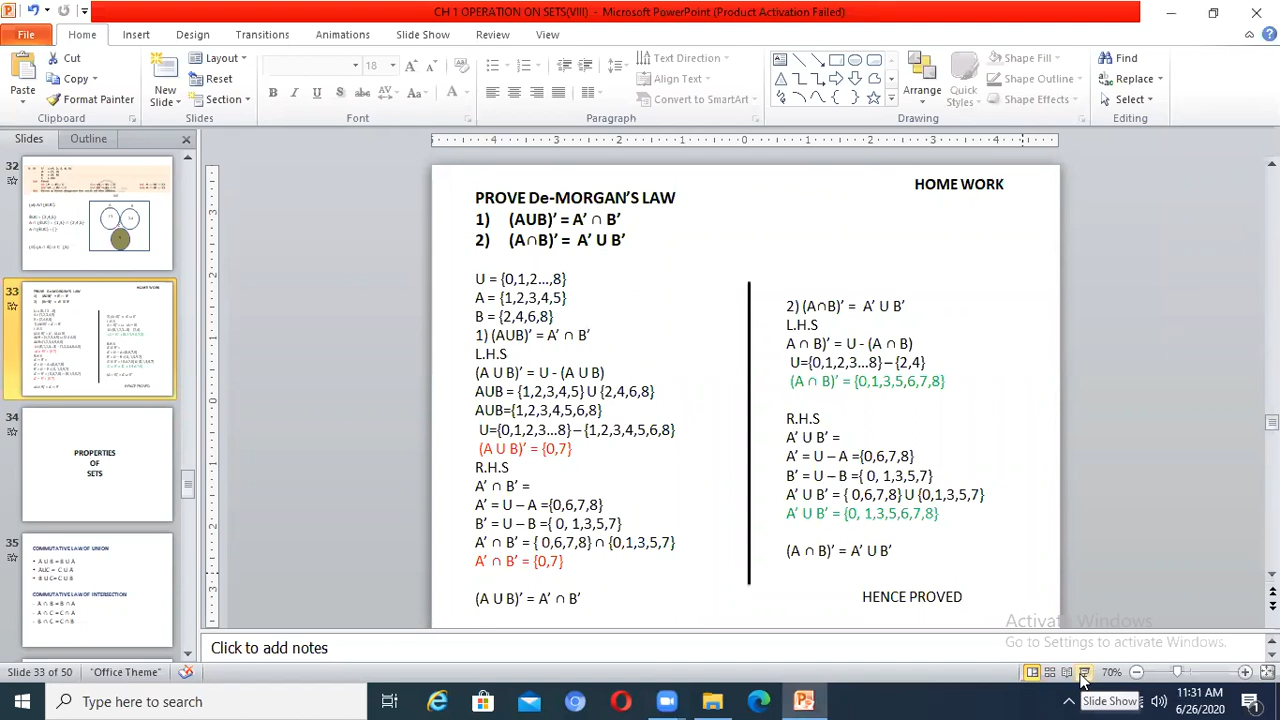 CH 1 OPERATION ON SETS(VIII) - Microsoft PowerPoint (Product Activation Failed)
File Home Insert Design Transitions Animations Slide Show Review View
Paste
Cut
Copy
Format Painter
Clipboard
New Slide
Layout
Reset
Section
Slides
18
Font
Paragraph
Text Direction
Align Text
Convert to SmartArt
Arrange
Quick Styles
Shape Fill
Shape Outline
Shape Effects
Drawing
Find
Replace
Select
Editing
Slides Outline
32
33
34
PROPERTIES
OF
SETS
35
COMMUTATIVE LAW OF UNION
A U B = B U A
AUC = C U A
B U C= C U B
COMMUTATIVE LAW OF INTERSECTION
A ∩ B = B ∩ A
A ∩ C = C ∩ A
B ∩ C = C ∩ B
HOME WORK
PROVE De-MORGAN’S LAW
1) (AUB)’ = A’ ∩ B’
2) (A∩B)’ = A’ U B’
U = {0,1,2...,8}
A = {1,2,3,4,5}
B = {2,4,6,8}
1) (AUB)’ = A’ ∩ B’
L.H.S
(A U B)’ = U - (A U B)
AUB = {1,2,3,4,5} U {2,4,6,8}
AUB={1,2,3,4,5,6,8}
U={0,1,2,3...8} – {1,2,3,4,5,6,8}
(A U B)’ = {0,7}
R.H.S
A’ ∩ B’ =
A’ = U – A ={0,6,7,8}
B’ = U – B ={ 0, 1,3,5,7}
A’ ∩ B’ = { 0,6,7,8} ∩ {0,1,3,5,7}
A’ ∩ B’ = {0,7}
(A U B)’ = A’ ∩ B’
2) (A∩B)’ = A’ U B’
L.H.S
A ∩ B)’ = U - (A ∩ B)
U={0,1,2,3...8} – {2,4}
(A ∩ B)’ = {0,1,3,5,6,7,8}
R.H.S
A’ U B’ =
A’ = U – A ={0,6,7,8}
B’ = U – B ={ 0, 1,3,5,7}
A’ U B’ = { 0,6,7,8} U {0,1,3,5,7}
A’ U B’ = {0, 1,3,5,6,7,8}
(A ∩ B)’ = A’ U B’
HENCE PROVED
Activate Windows
Go to Settings to activate Windows.
Click to add notes
Slide 33 of 50 "Office Theme" 70%
Slide Show
Type here to search
11:31 AM
6/26/2020